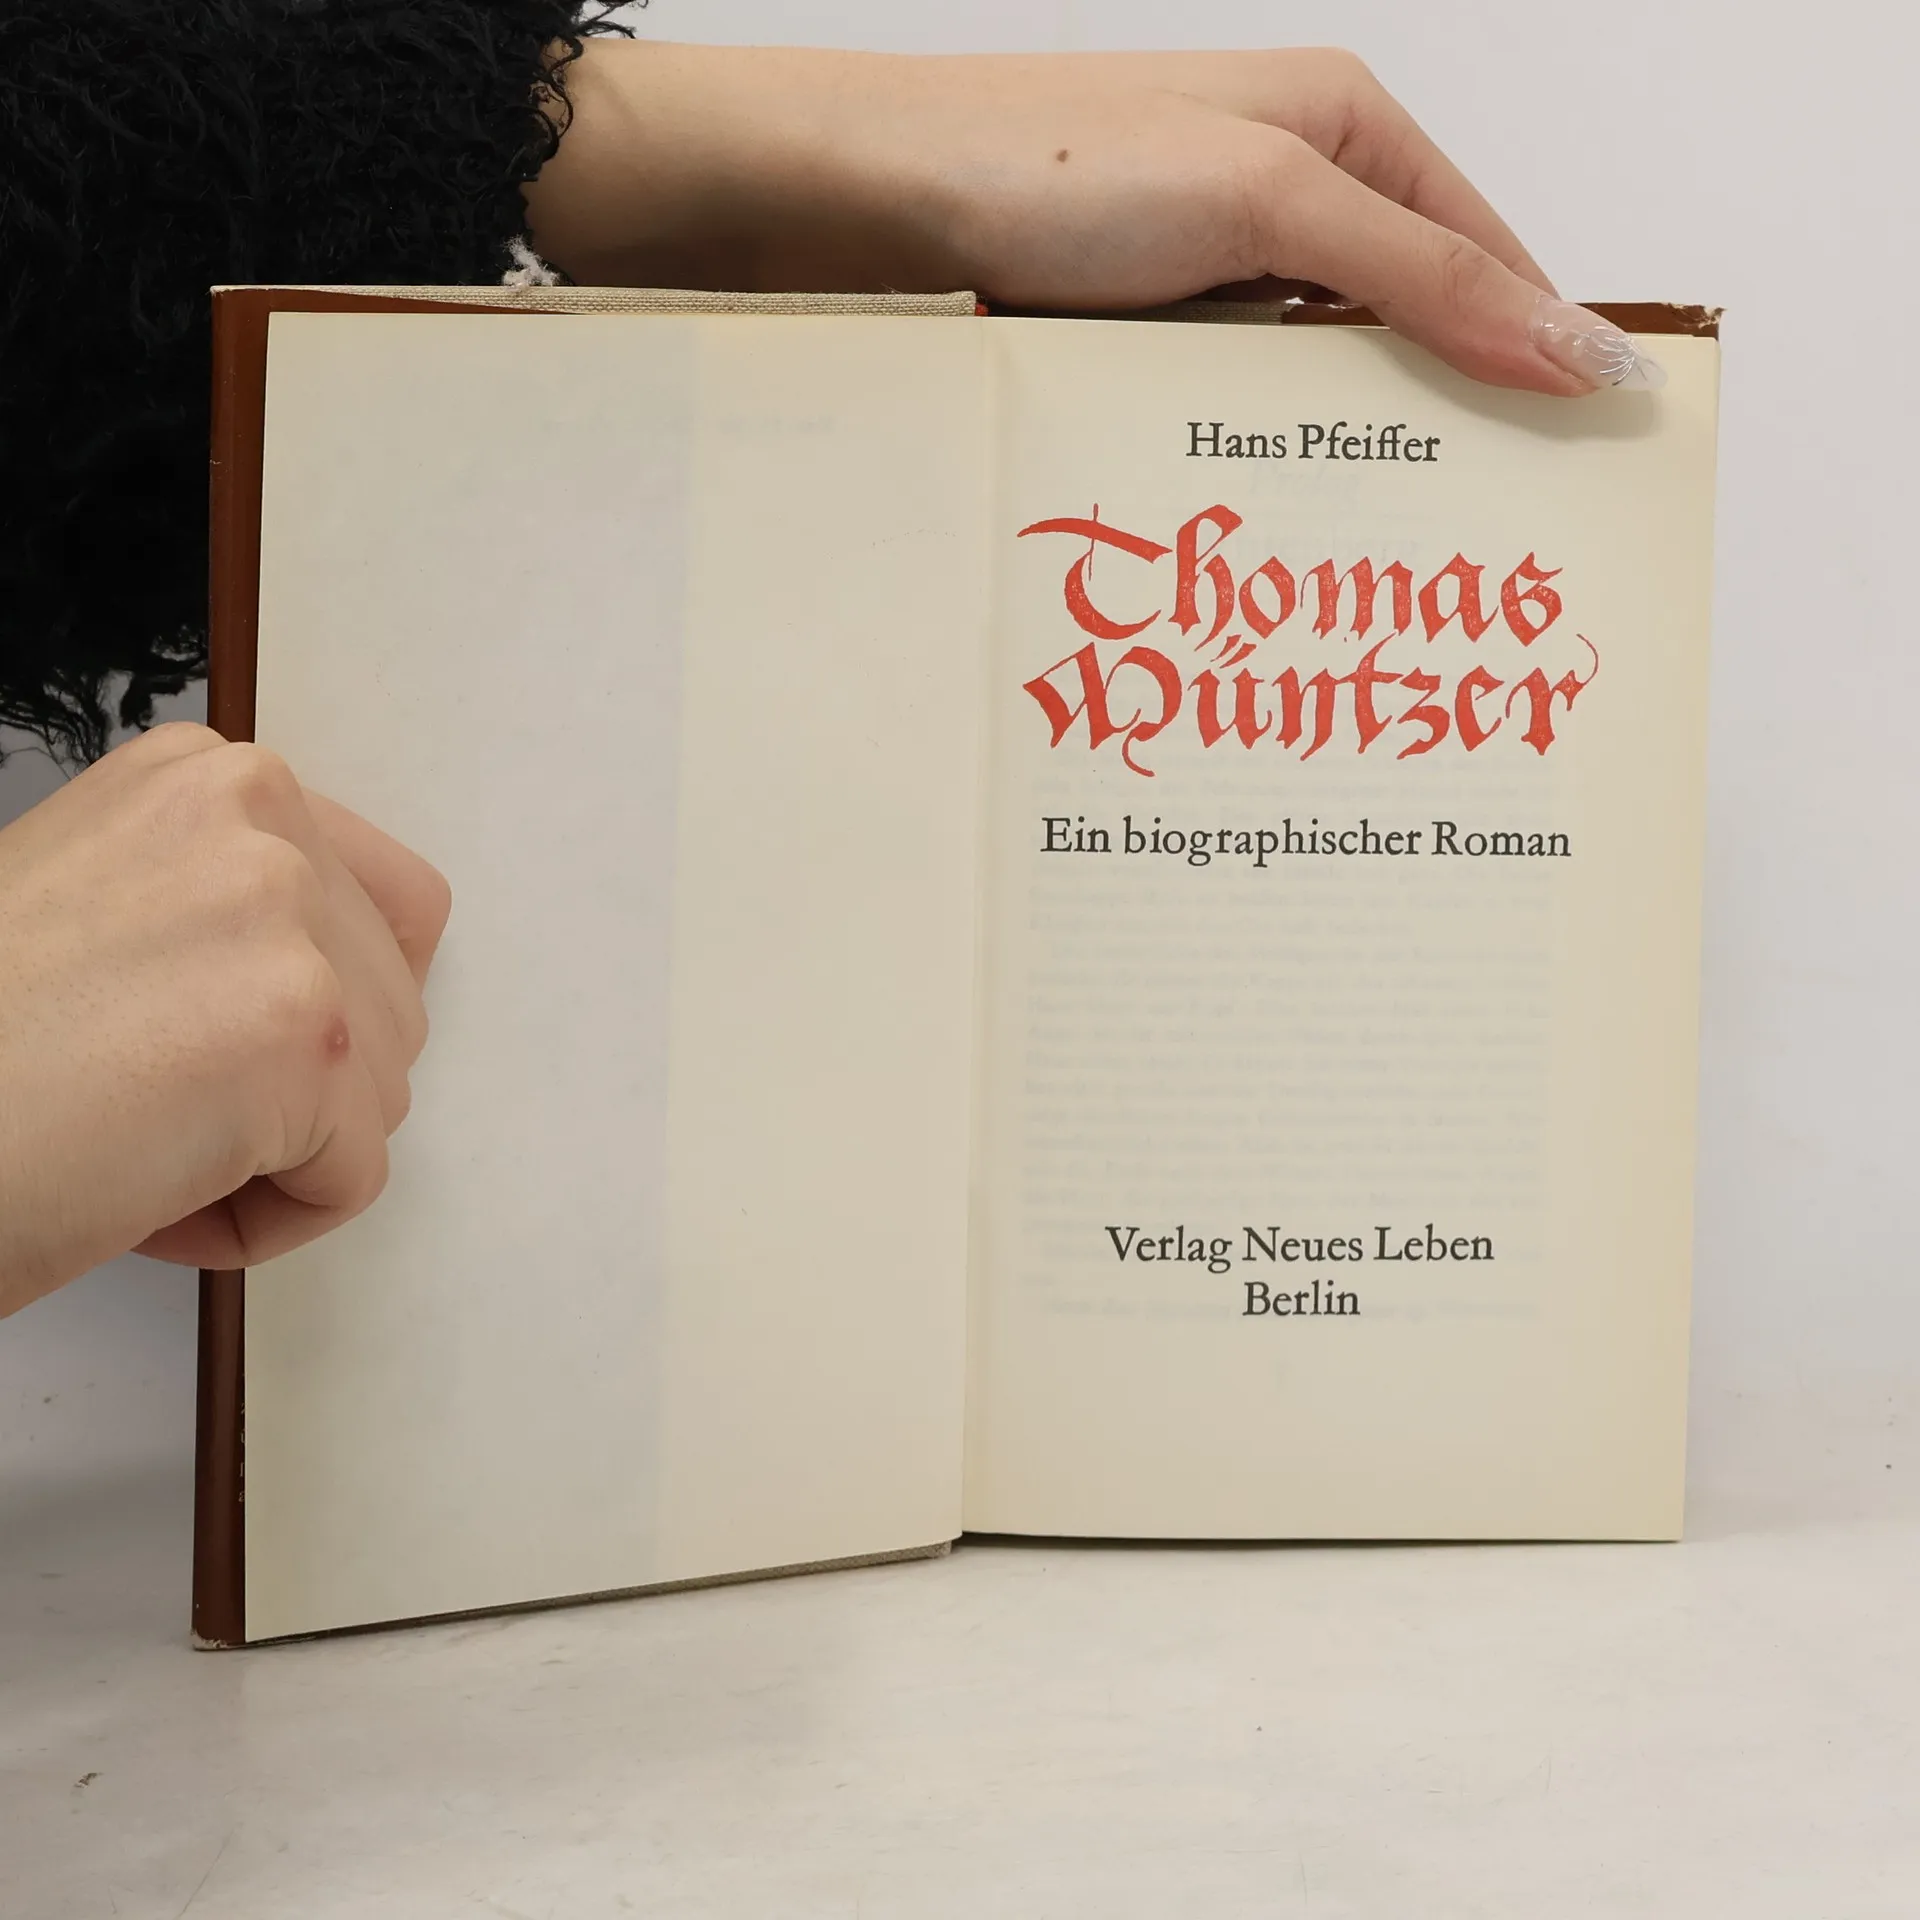 Hans Pfeiffer
Thomas
Müntzer
Ein biographischer Roman
Verlag Neues Leben
Berlin